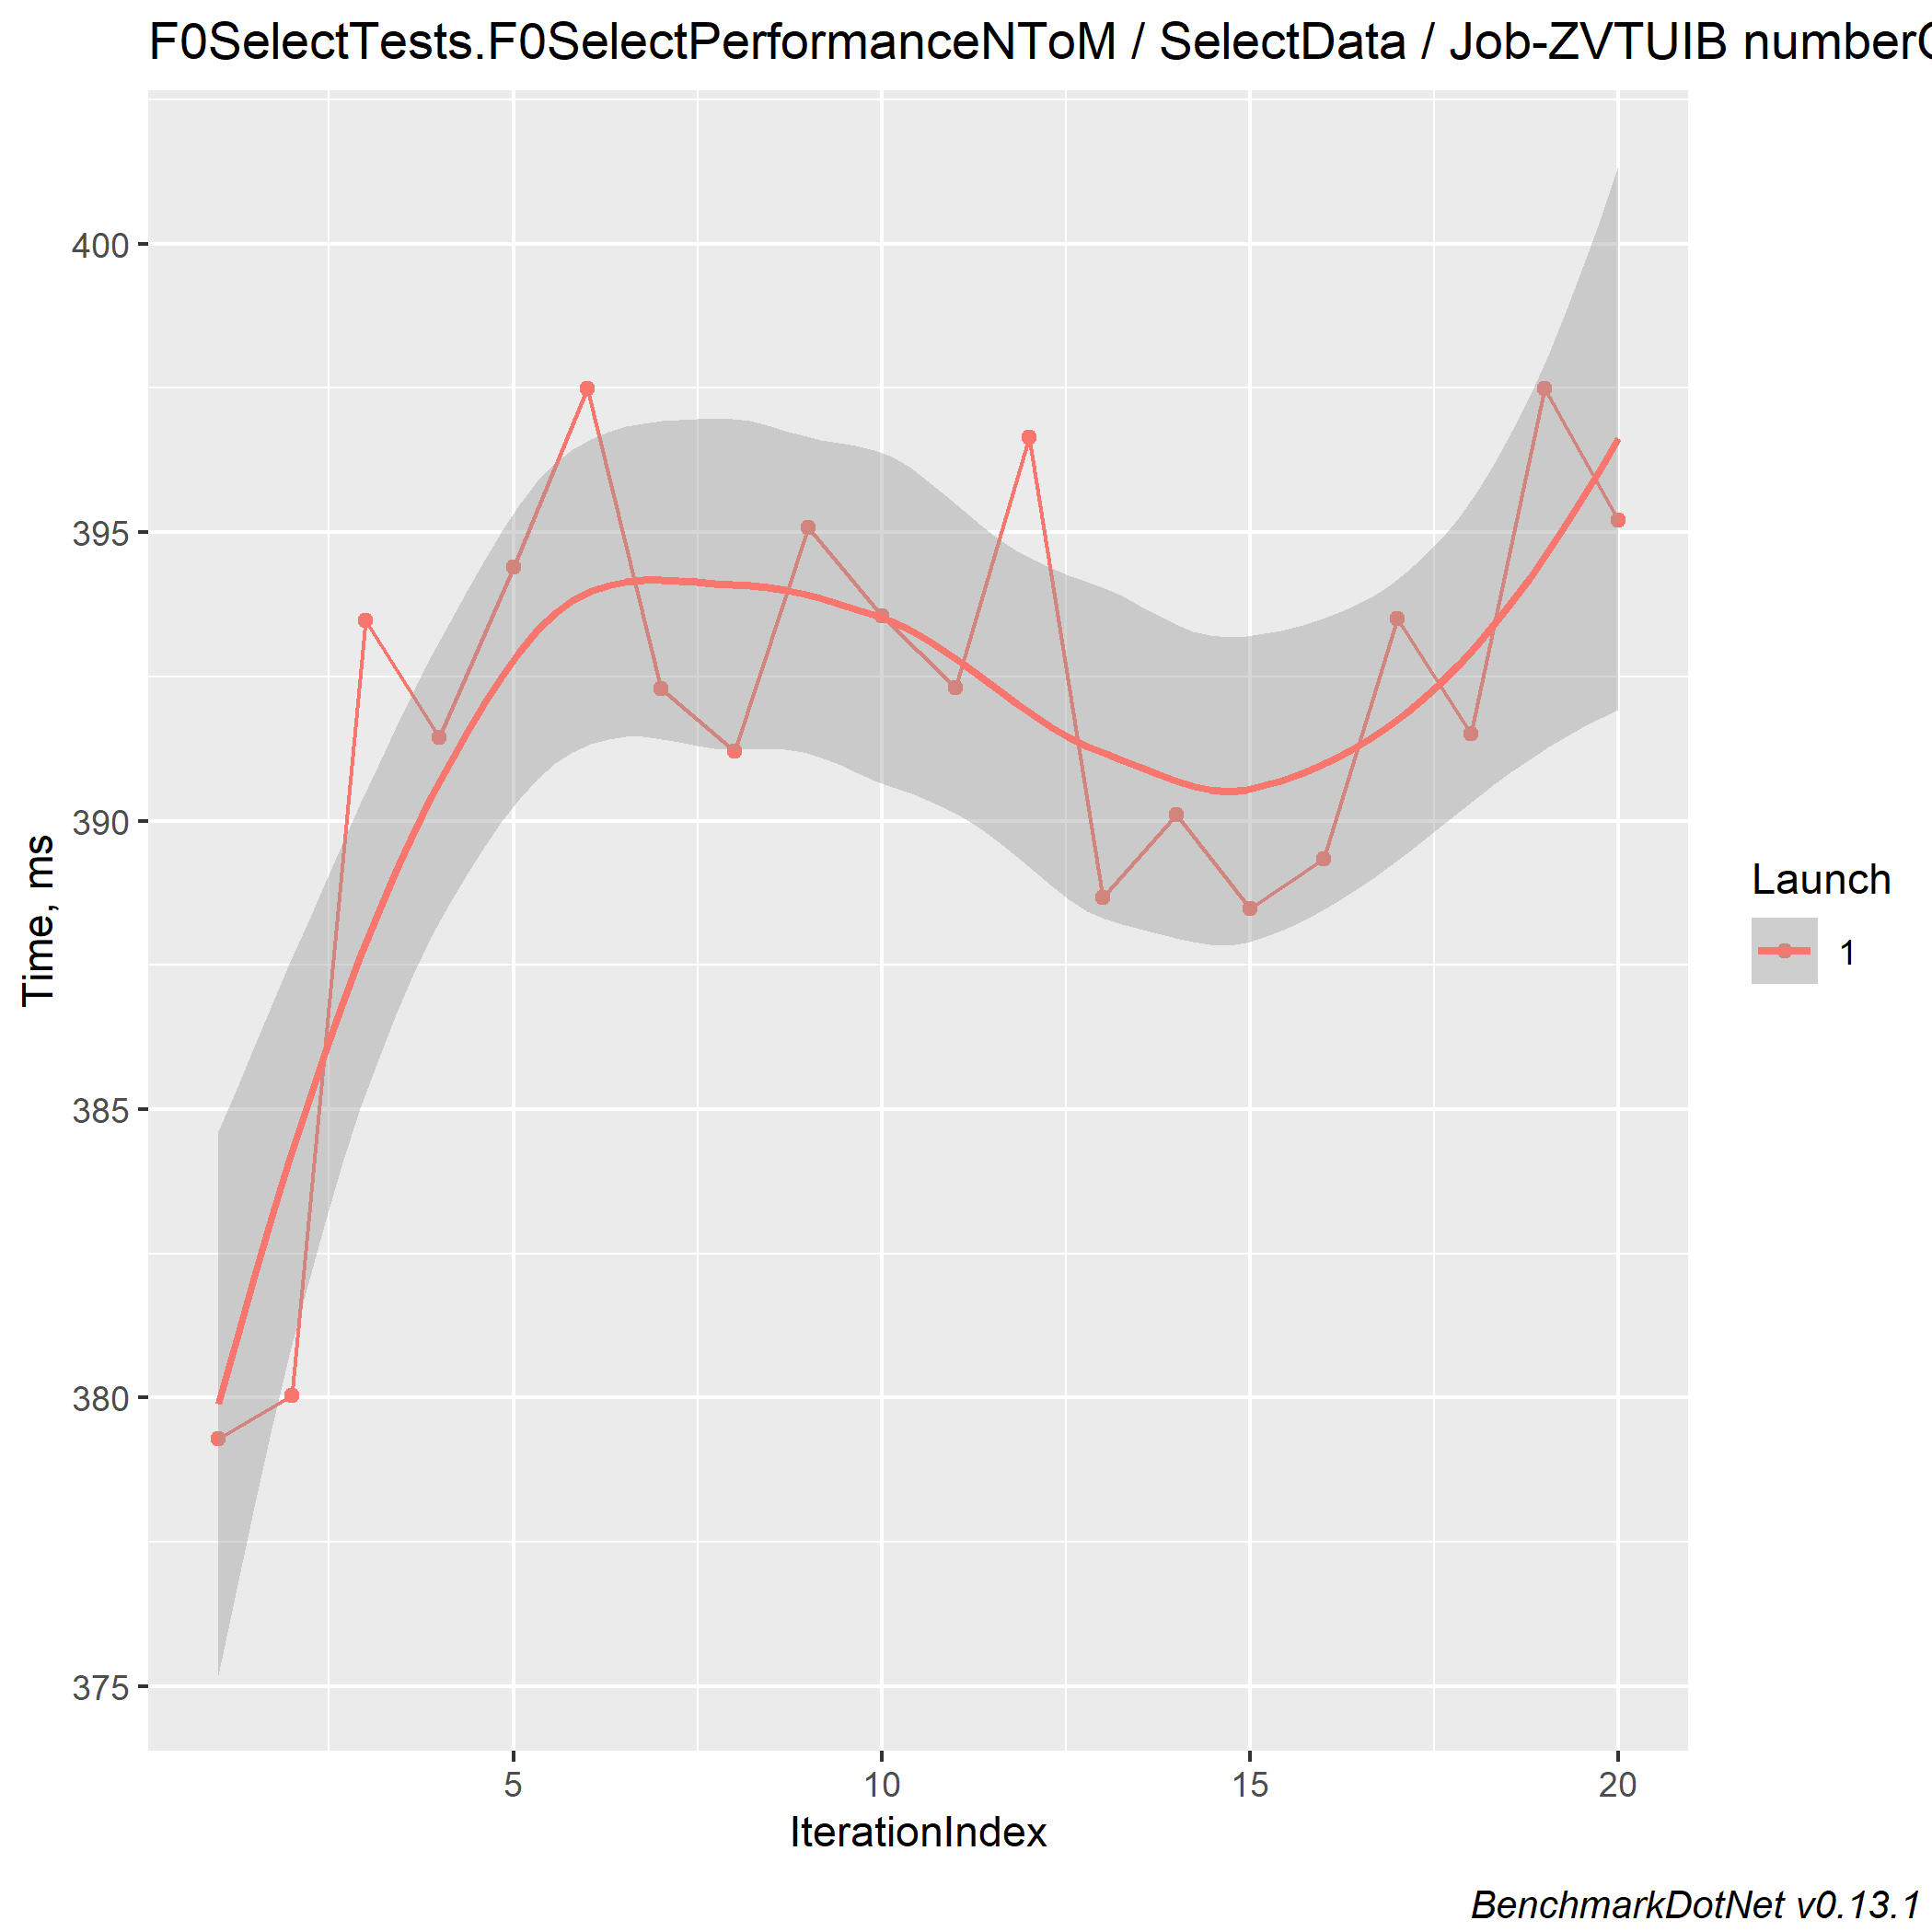 F0SelectTests.F0SelectPerformanceNToM / SelectData / Job-ZVTUIB
Time, ms
400
395
390
385
380
375
5 10 15 20
IterationIndex
Launch
1
BenchmarkDotNet v0.13.1